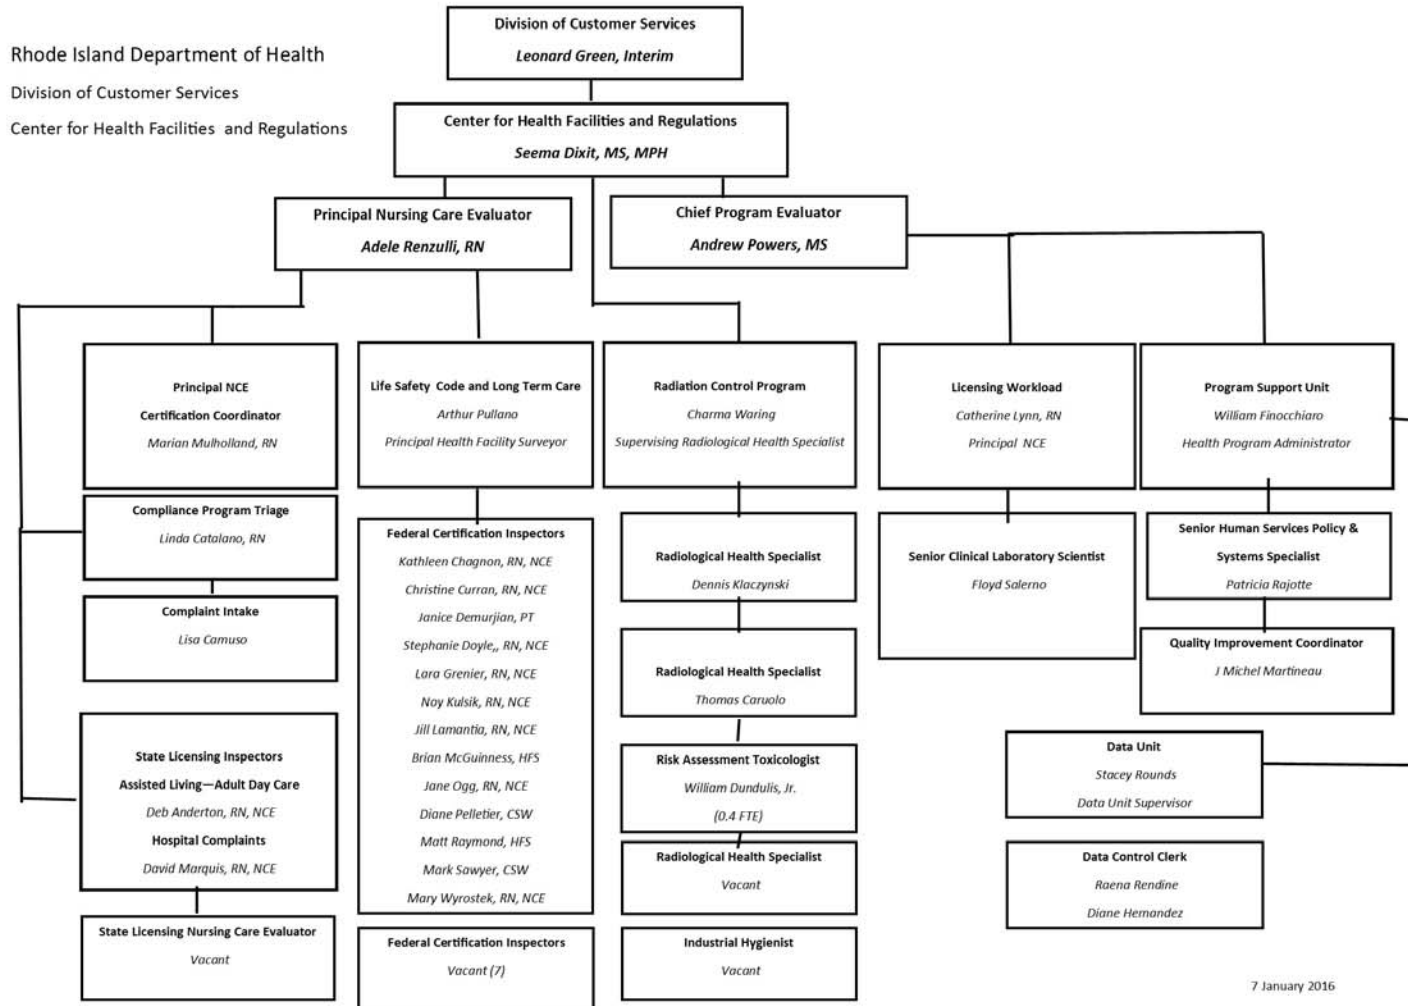 Division of Customer Services
Leonard Green, Interim
Rhode Island Department of Health
Division of Customer Services
Center for Health Facilities and Regulations
Center for Health Facilities and Regulations
Seema Dixit, MS, MPH
Principal Nursing Care Evaluator
Adele Renzulli, RN
Chief Program Evaluator
Andrew Powers, MS
Principal NCE
Certification Coordinator
Marian Mulholland, RN
Life Safety Code and Long Term Care
Arthur Pullano
Principal Health Facility Surveyor
Radiation Control Program
Charma Waring
Supervising Radiological Health Specialist
Licensing Workload
Catherine Lynn, RN
Principal NCE
Program Support Unit
William Finocchiaro
Health Program Administrator
Compliance Program Triage
Linda Catalano, RN
Complaint Intake
Lisa Camuso
State Licensing Inspectors
Assisted Living—Adult Day Care
Deb Anderton, RN, NCE
Hospital Complaints
David Marquis, RN, NCE
State Licensing Nursing Care Evaluator
Vacant
Federal Certification Inspectors
Kathleen Chagnon, RN, NCE
Christine Curran, RN, NCE
Janice Demurjian, PT
Stephanie Doyle,, RN, NCE
Lara Grenier, RN, NCE
Noy Kulsik, RN, NCE
Jill Lamantia, RN, NCE
Brian McGuinness, HFS
Jane Ogg, RN, NCE
Diane Pelletier, CSW
Matt Raymond, HFS
Mark Sawyer, CSW
Mary Wyrostek, RN, NCE
Federal Certification Inspectors
Vacant (7)
Radiological Health Specialist
Dennis Klaczynski
Radiological Health Specialist
Thomas Caruolo
Risk Assessment Toxicologist
William Dundulis, Jr.
(0.4 FTE)
Radiological Health Specialist
Vacant
Industrial Hygienist
Vacant
Senior Clinical Laboratory Scientist
Floyd Salerno
Senior Human Services Policy &
Systems Specialist
Patricia Rajotte
Quality Improvement Coordinator
J Michel Martineau
Data Unit
Stacey Rounds
Data Unit Supervisor
Data Control Clerk
Raena Rendine
Diane Hernandez
7 January 2016